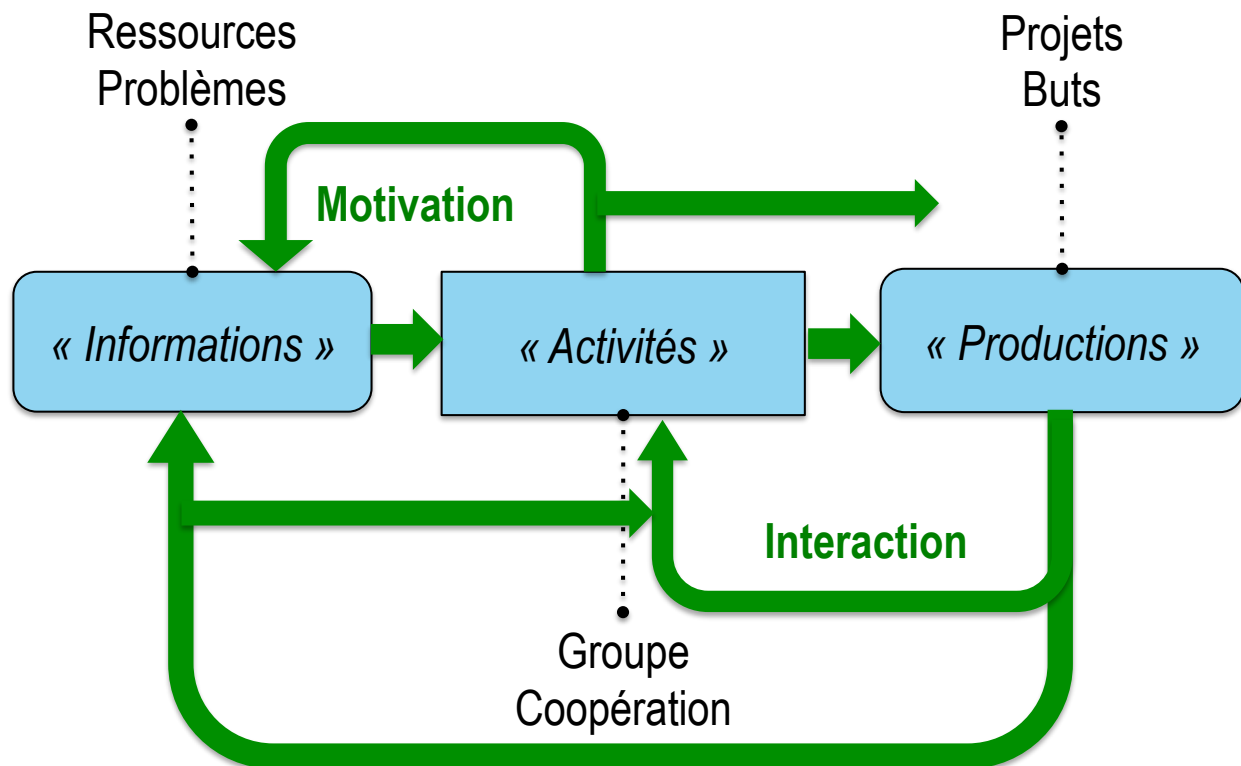 Ressources
Problèmes
Projets
Buts
Motivation
« Informations »
« Activités »
« Productions »
Interaction
Groupe
Coopération